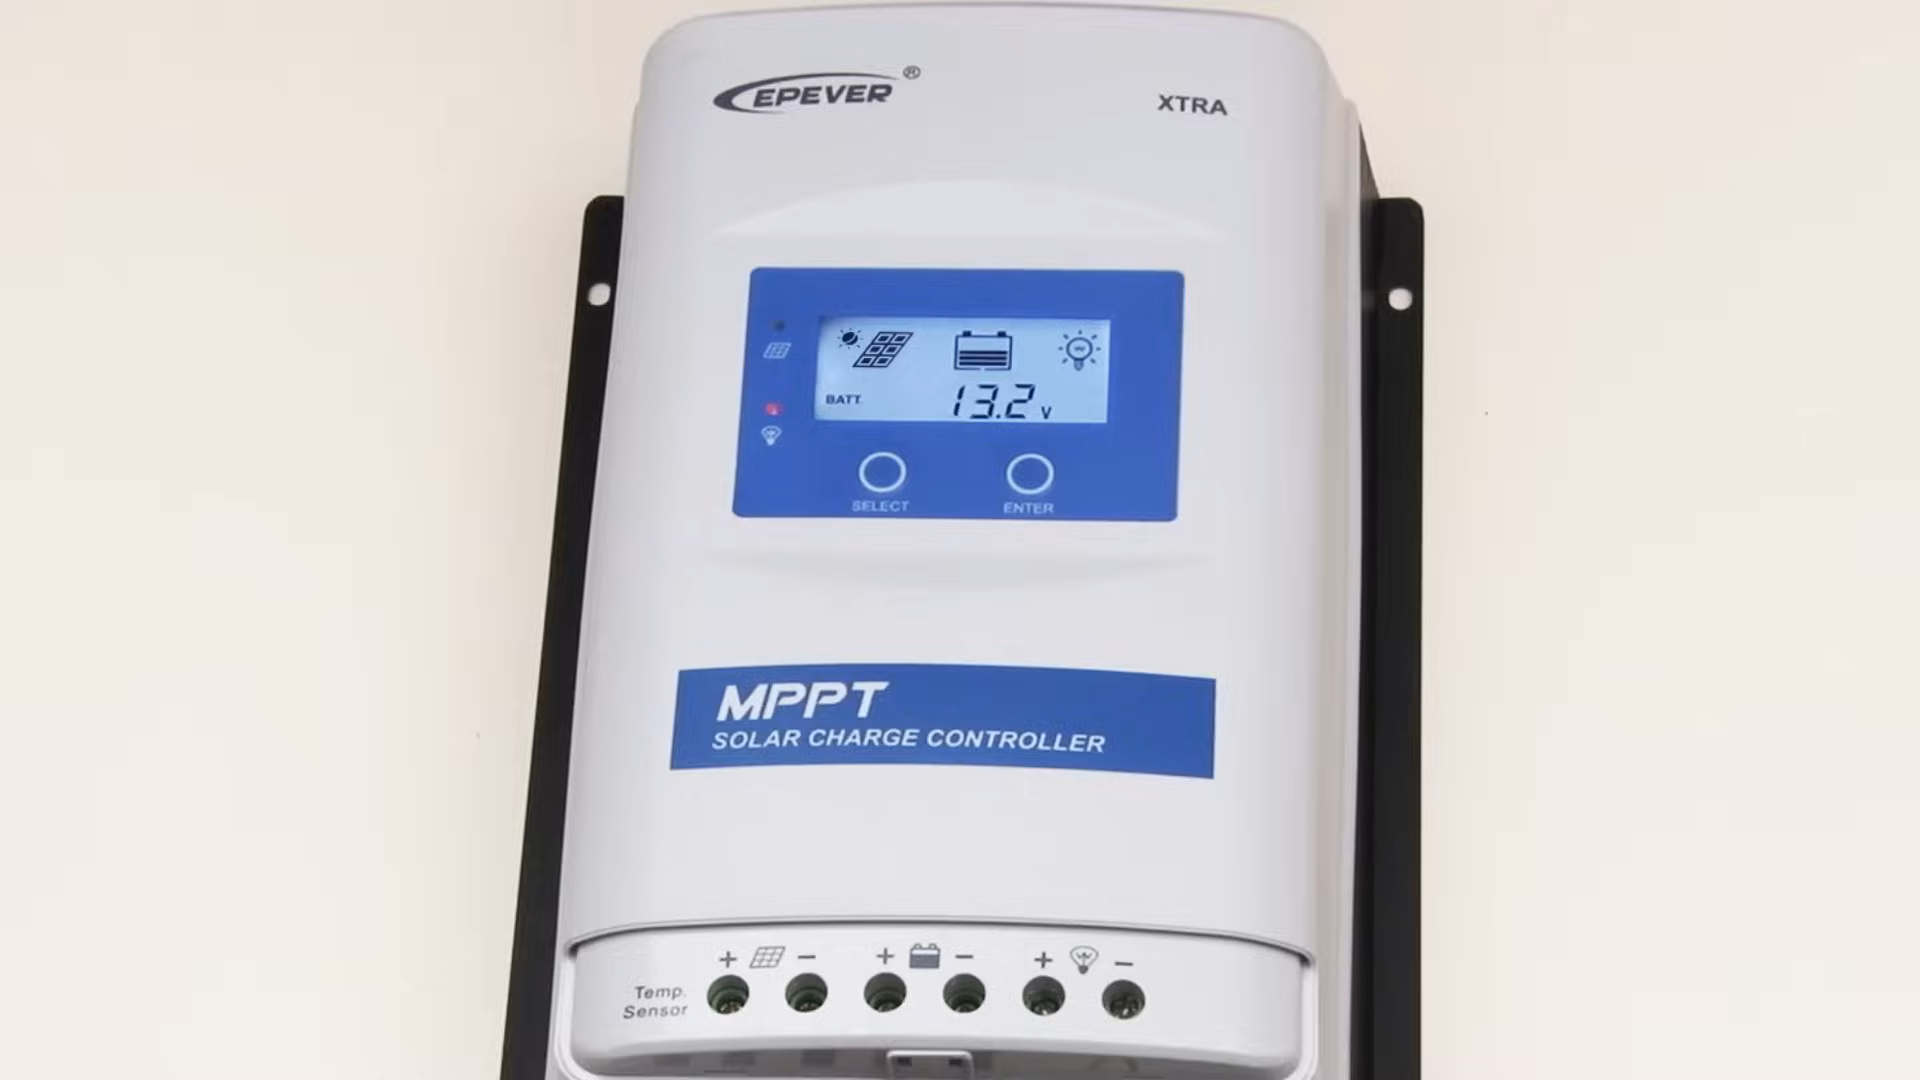 EPEVER®
XTRA
BATT 13.2 V
SELECT ENTER
MPPT
SOLAR CHARGE CONTROLLER
+ − + − + −
Temp.
Sensor